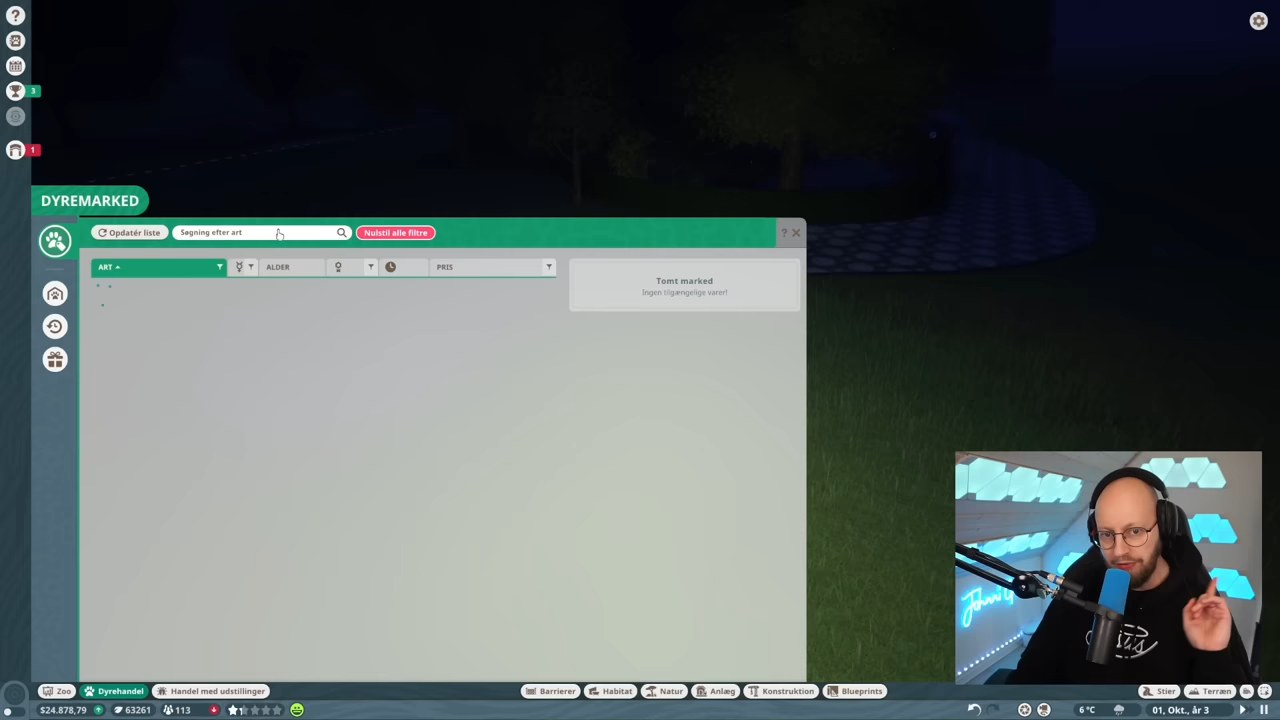 3
1
DYREMARKED
Opdatér liste
Søgning efter art
Nulstil alle filtre
?
ART
ALDER
PRIS
Tomt marked
Ingen tilgængelige varer!
Zoo
Dyrehandel
Handel med udstillinger
Barrierer
Habitat
Natur
Anlæg
Konstruktion
Blueprints
Stier
Terræn
$24.878,79
63261
113
6 °C
01, Okt., år 3